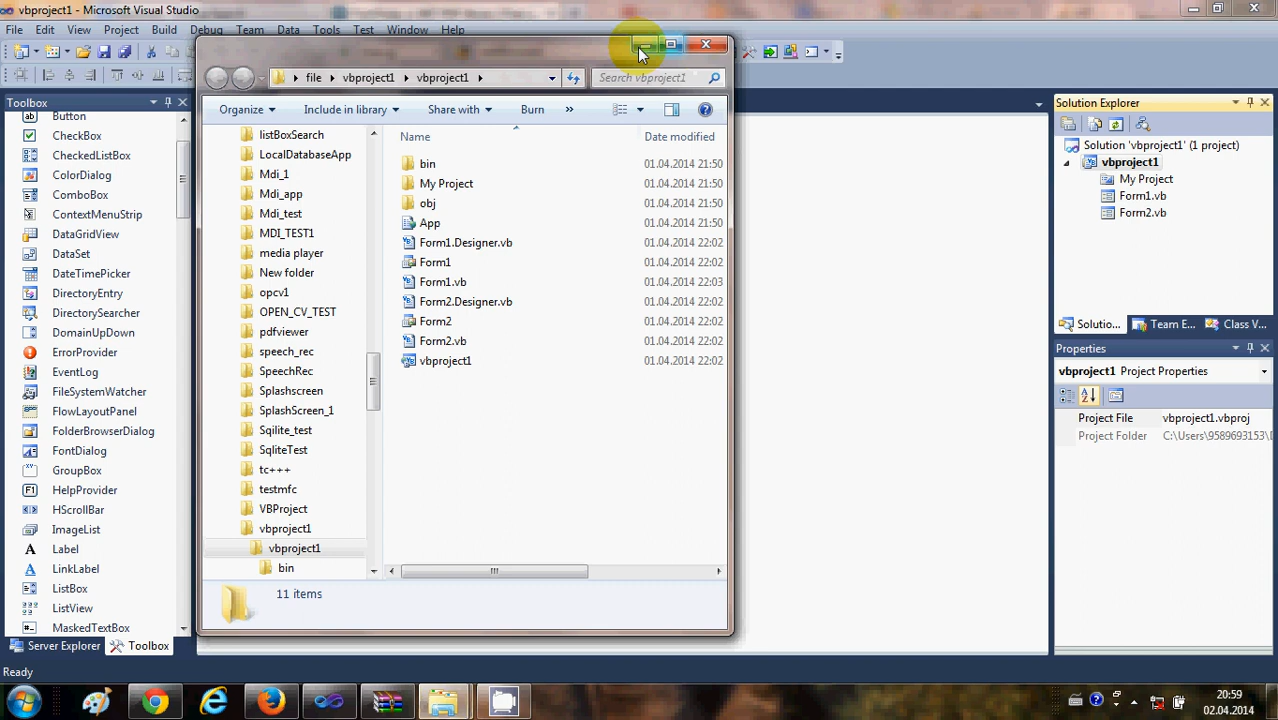 vbproject1 - Microsoft Visual Studio
File Edit View Project Build Debug Team Data Tools Test Window Help
file vbproject1 vbproject1
Search vbproject1
Organize Include in library Share with Burn »
Toolbox
Button
CheckBox
CheckedListBox
ColorDialog
ComboBox
ContextMenuStrip
DataGridView
DataSet
DateTimePicker
DirectoryEntry
DirectorySearcher
DomainUpDown
ErrorProvider
EventLog
FileSystemWatcher
FlowLayoutPanel
FolderBrowserDialog
FontDialog
GroupBox
HelpProvider
HScrollBar
ImageList
Label
LinkLabel
ListBox
ListView
MaskedTextBox
Server Explorer Toolbox
listBoxSearch
LocalDatabaseApp
Mdi_1
Mdi_app
Mdi_test
MDI_TEST1
media player
New folder
opcv1
OPEN_CV_TEST
pdfviewer
speech_rec
SpeechRec
Splashscreen
SplashScreen_1
Sqilite_test
SqliteTest
tc+++
testmfc
VBProject
vbproject1
vbproject1
bin
Name Date modified
bin 01.04.2014 21:50
My Project 01.04.2014 21:50
obj 01.04.2014 21:50
App 01.04.2014 21:50
Form1.Designer.vb 01.04.2014 22:02
Form1 01.04.2014 22:02
Form1.vb 01.04.2014 22:03
Form2.Designer.vb 01.04.2014 22:02
Form2 01.04.2014 22:02
Form2.vb 01.04.2014 22:02
vbproject1 01.04.2014 22:02
11 items
Solution Explorer
Solution 'vbproject1' (1 project)
vbproject1
My Project
Form1.vb
Form2.vb
Solutio... Team E... Class V...
Properties
vbproject1 Project Properties
Project File vbproject1.vbproj
Project Folder C:\Users\9589693153\
Ready
20:59
02.04.2014